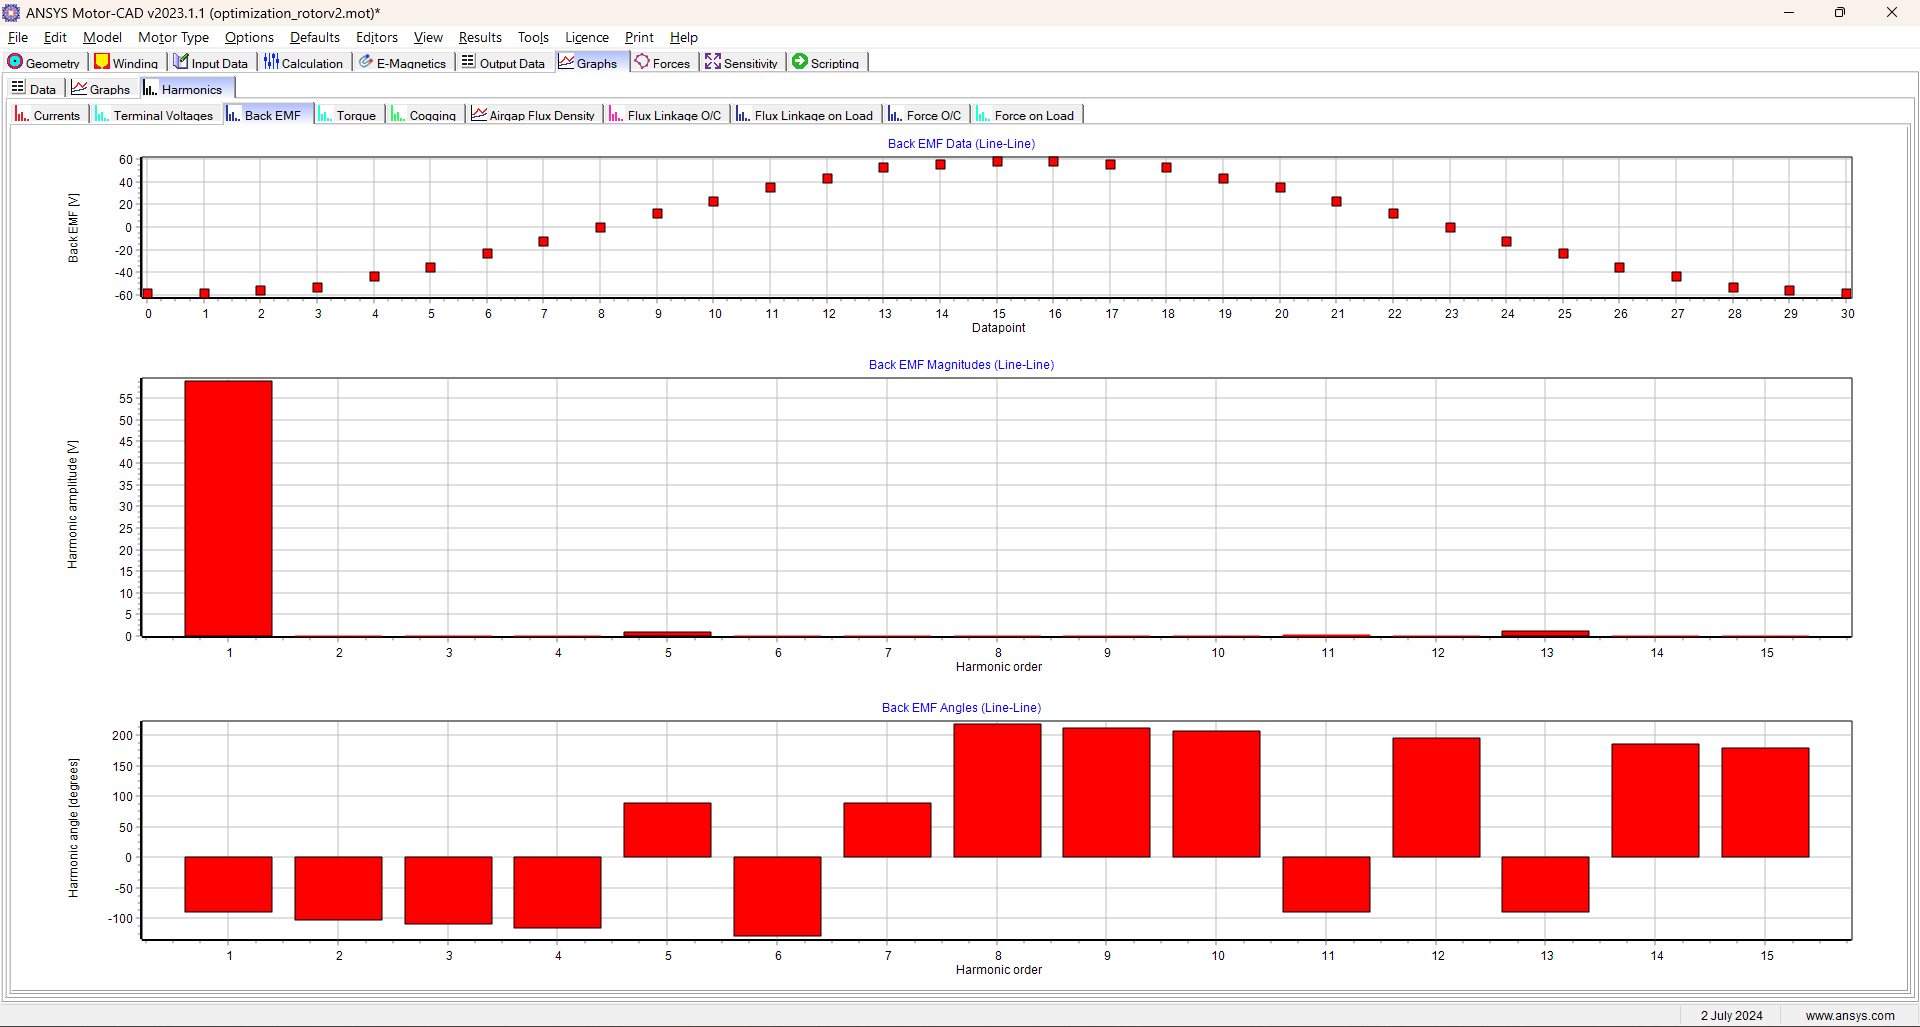 ANSYS Motor-CAD v2023.1.1 (optimization_rotorv2.mot)*
File Edit Model Motor Type Options Defaults Editors View Results Tools Licence Print Help
Geometry Winding Input Data Calculation E-Magnetics Output Data Graphs Forces Sensitivity Scripting
Data Graphs Harmonics
Currents Terminal Voltages Back EMF Torque Cogging Airgap Flux Density Flux Linkage O/C Flux Linkage on Load Force O/C Force on Load
Back EMF Data (Line-Line)
Back EMF [V]
60
40
20
0
-20
-40
-60
0 1 2 3 4 5 6 7 8 9 10 11 12 13 14 15 16 17 18 19 20 21 22 23 24 25 26 27 28 29 30
Datapoint
Back EMF Magnitudes (Line-Line)
Harmonic amplitude [V]
55
50
45
40
35
30
25
20
15
10
5
0
1 2 3 4 5 6 7 8 9 10 11 12 13 14 15
Harmonic order
Back EMF Angles (Line-Line)
Harmonic angle [degrees]
200
150
100
50
0
-50
-100
1 2 3 4 5 6 7 8 9 10 11 12 13 14 15
Harmonic order
2 July 2024 www.ansys.com